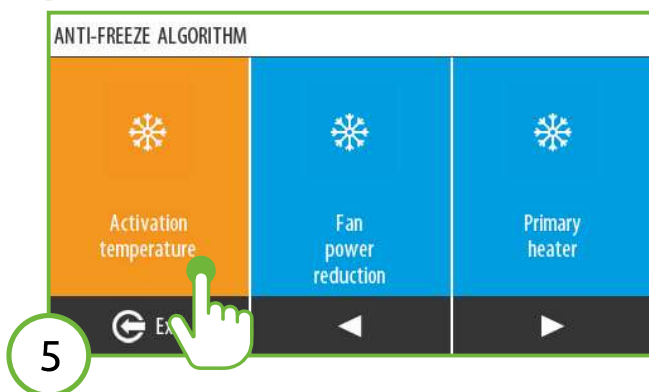 ANTI-FREEZE ALGORITHM
Activation
temperature
Fan
power
reduction
Primary
heater
5